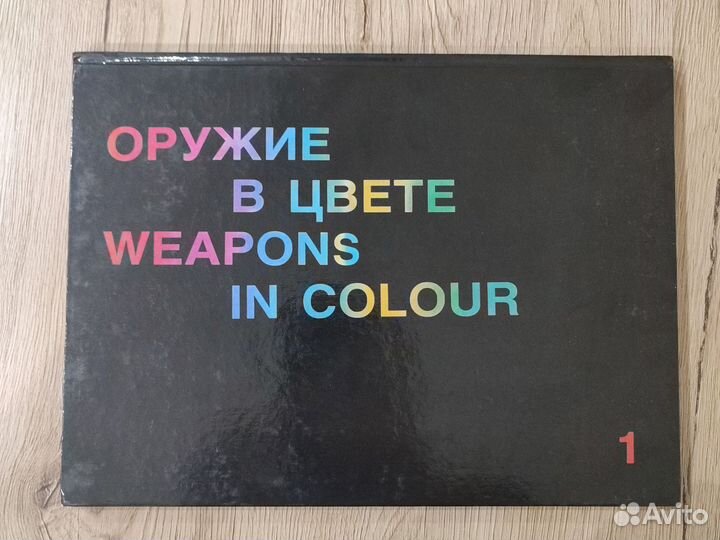 ОРУЖИЕ
В ЦВЕТЕ
WEAPONS
IN COLOUR
1
Avito